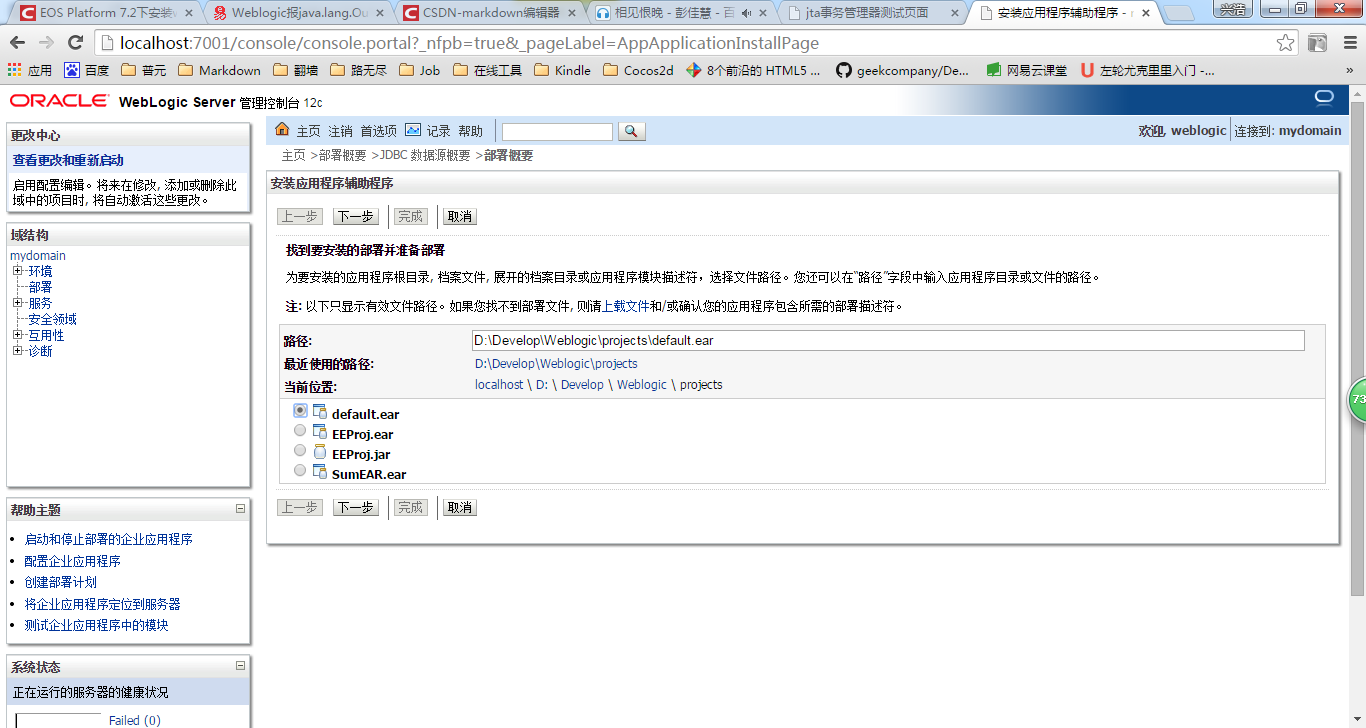 EOS Platform 7.2下安装w
Weblogic报java.lang.Ou
CSDN-markdown编辑器
相见恨晚 - 彭佳慧 - 百
jta事务管理器测试页面
安装应用程序辅助程序 - r
兴浩
localhost:7001/console/console.portal?_nfpb=true&_pageLabel=AppApplicationInstallPage
应用 百度 普元 Markdown 翻墙 路无尽 Job 在线工具 Kindle Cocos2d 8个前沿的 HTML5 ... geekcompany/De... 网易云课堂 左轮尤克里里入门 -... »
ORACLE WebLogic Server 管理控制台 12c
更改中心
查看更改和重新启动
启用配置编辑。将来在修改, 添加或删除此
域中的项目时, 将自动激活这些更改。
域结构
mydomain
环境
部署
服务
安全领域
互用性
诊断
帮助主题
启动和停止部署的企业应用程序
配置企业应用程序
创建部署计划
将企业应用程序定位到服务器
测试企业应用程序中的模块
系统状态
正在运行的服务器的健康状况
Failed (0)
主页 注销 首选项 记录 帮助
欢迎, weblogic 连接到: mydomain
主页 >部署概要 >JDBC 数据源概要 >部署概要
安装应用程序辅助程序
上一步 下一步 完成 取消
找到要安装的部署并准备部署
为要安装的应用程序根目录, 档案文件, 展开的档案目录或应用程序模块描述符，选择文件路径。您还可以在"路径"字段中输入应用程序目录或文件的路径。
注: 以下只显示有效文件路径。如果您找不到部署文件, 则请上载文件和/或确认您的应用程序包含所需的部署描述符。
路径: D:\Develop\Weblogic\projects\default.ear
最近使用的路径: D:\Develop\Weblogic\projects
当前位置: localhost \ D: \ Develop \ Weblogic \ projects
default.ear
EEProj.ear
EEProj.jar
SumEAR.ear
上一步 下一步 完成 取消
73